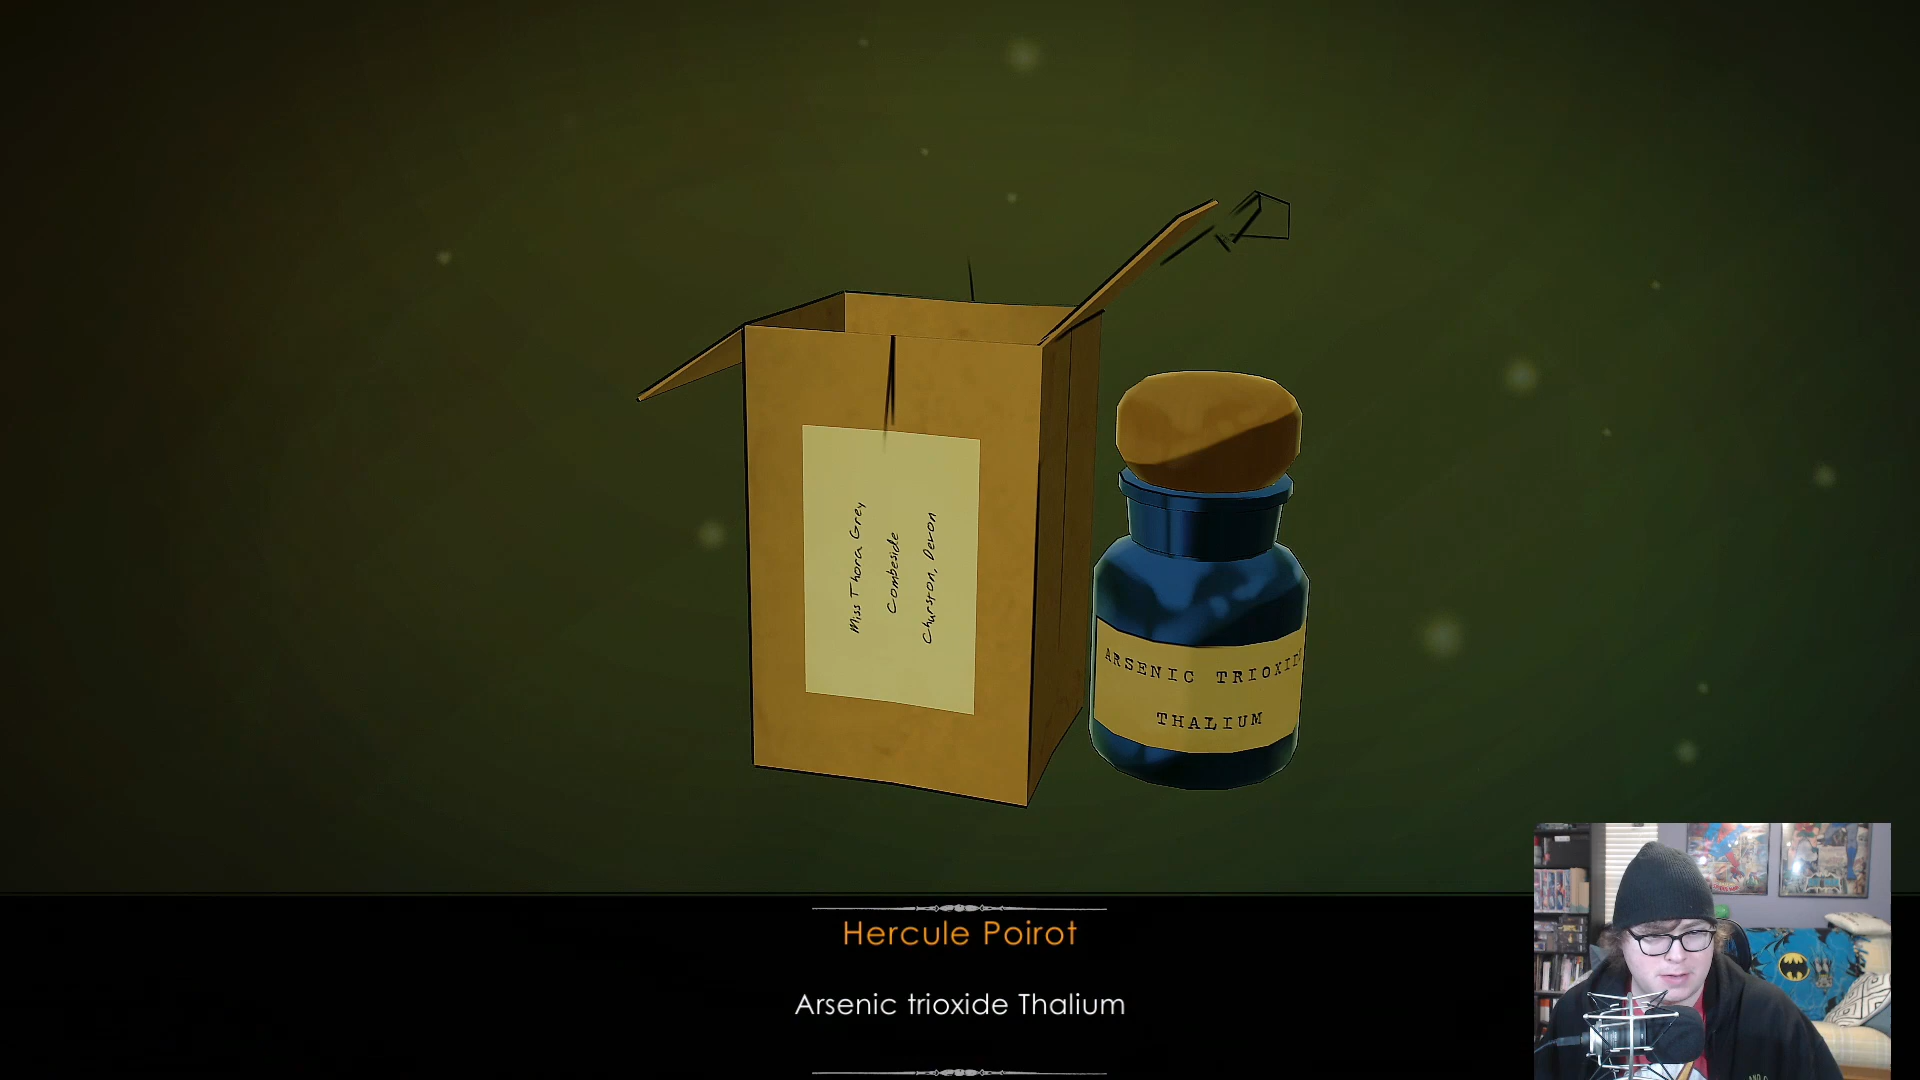 Miss Thora Grey
Combeside
Churston, Devon
ARSENIC TRIOXID
THALIUM
Hercule Poirot
Arsenic trioxide Thalium